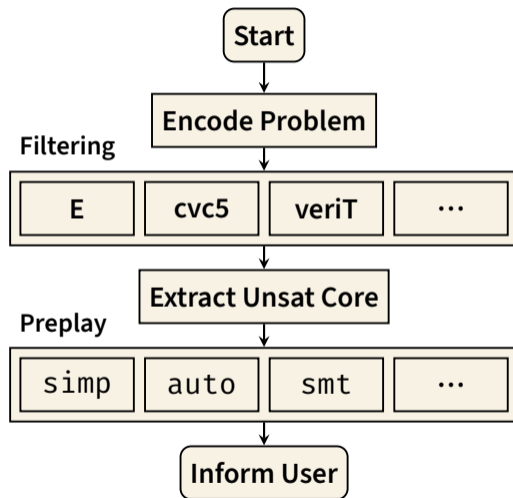 Start
Encode Problem
Filtering
E cvc5 veriT ⋯
Extract Unsat Core
Preplay
simp auto smt ⋯
Inform User